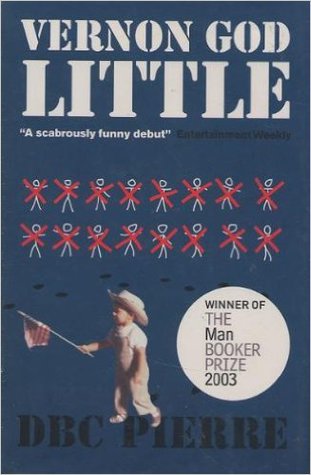 VERNON GOD
LITTLE
"A scabrously funny debut" Entertainment Weekly
WINNER OF
THE
Man
BOOKER
PRIZE
2003
DBC PIERRE